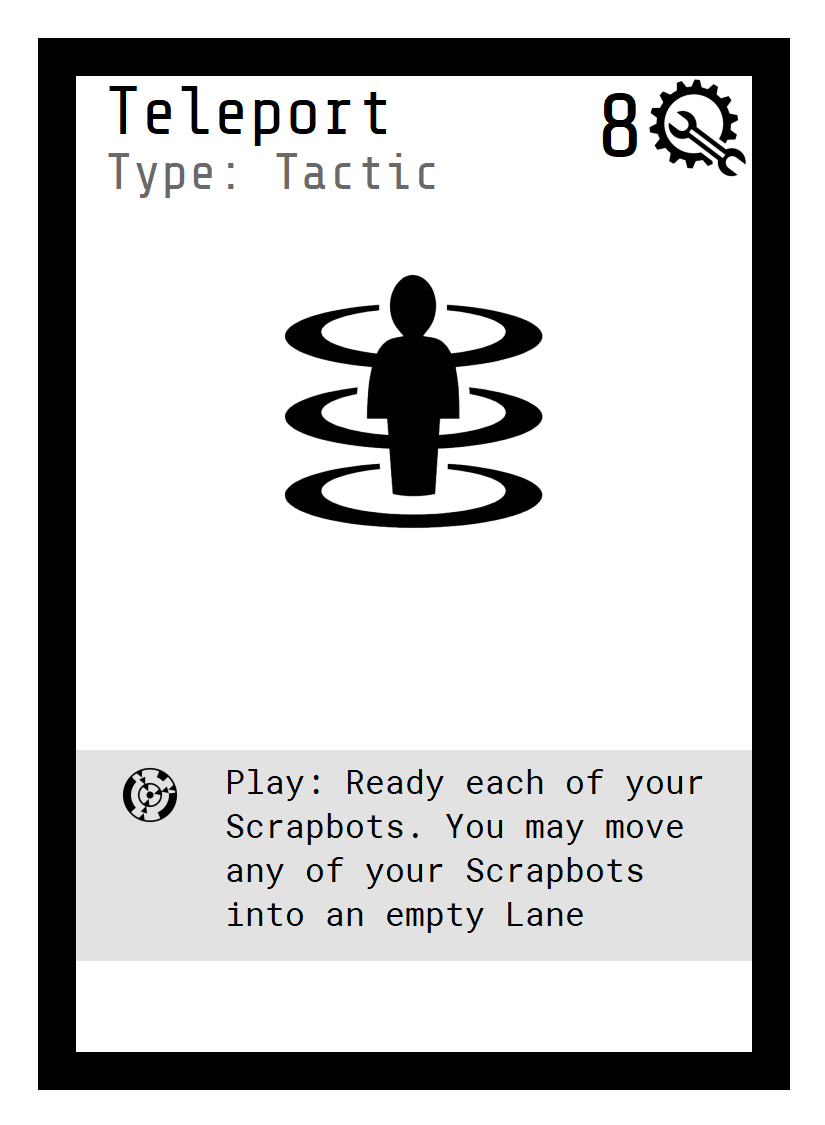 Teleport
8
Type: Tactic
Play: Ready each of your
Scrapbots. You may move
any of your Scrapbots
into an empty Lane